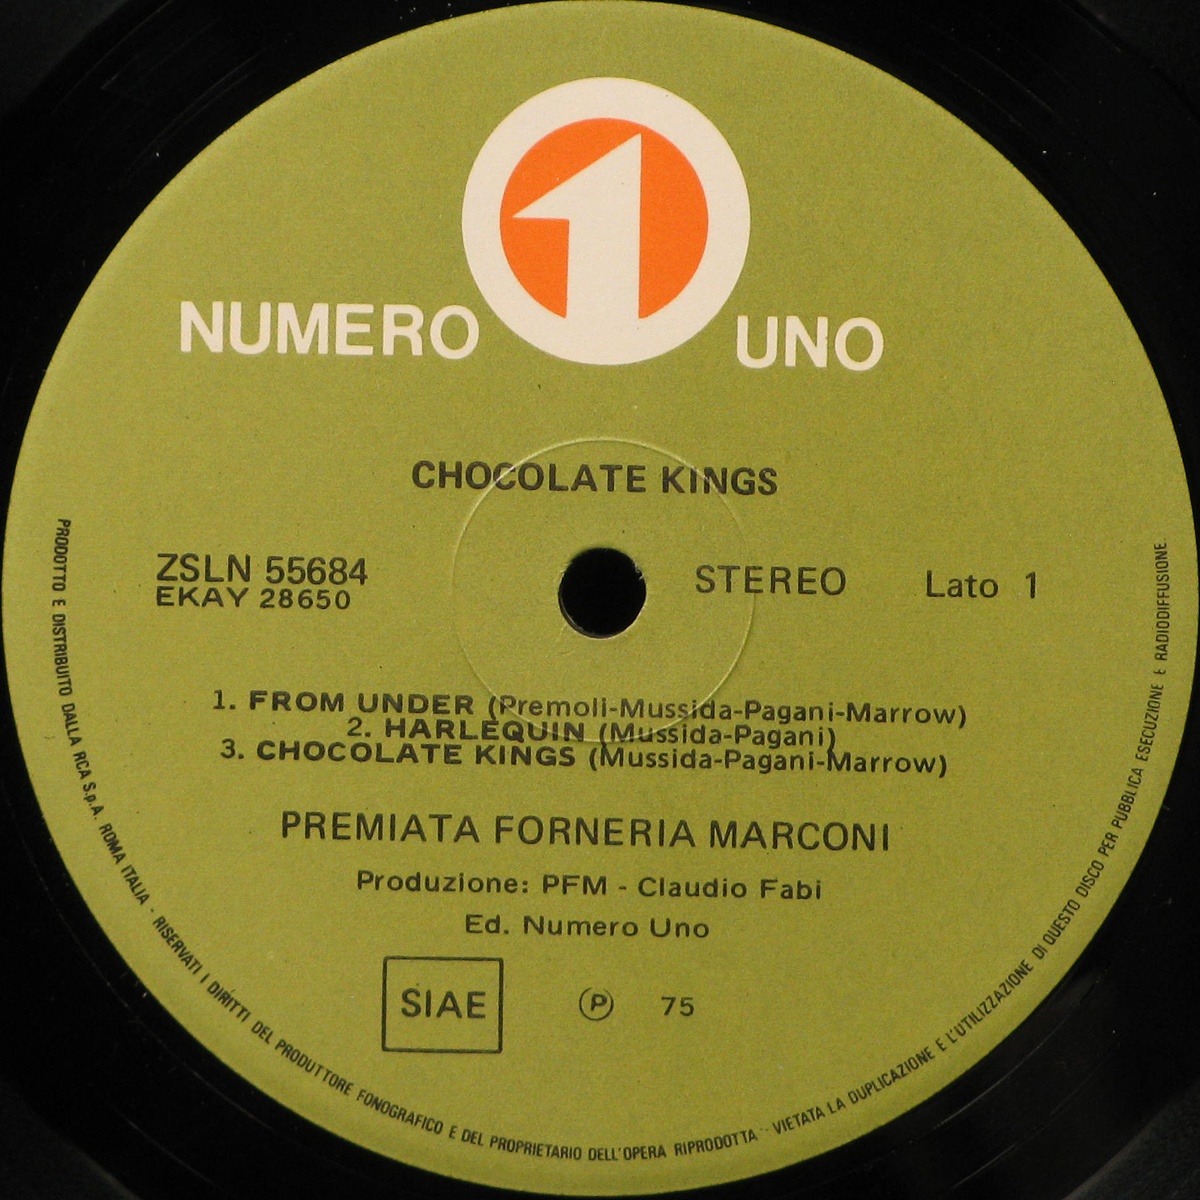 1
NUMERO UNO
CHOCOLATE KINGS
ZSLN 55684
EKAY 28650
STEREO
Lato 1
1. FROM UNDER (Premoli-Mussida-Pagani-Marrow)
2. HARLEQUIN (Mussida-Pagani)
3. CHOCOLATE KINGS (Mussida-Pagani-Marrow)
PREMIATA FORNERIA MARCONI
Produzione: PFM - Claudio Fabi
Ed. Numero Uno
SIAE
Ⓟ 75
PRODOTTO E DISTRIBUITO DALLA RCA S.p.A. ROMA ITALIA - RISERVATI I DIRITTI DEL PRODUTTORE FONOGRAFICO E DEL PROPRIETARIO DELL'OPERA RIPRODOTTA - VIETATA LA DUPLICAZIONE E L'UTILIZZAZIONE DI QUESTO DISCO PER PUBBLICA ESECUZIONE E RADIODIFFUSIONE.